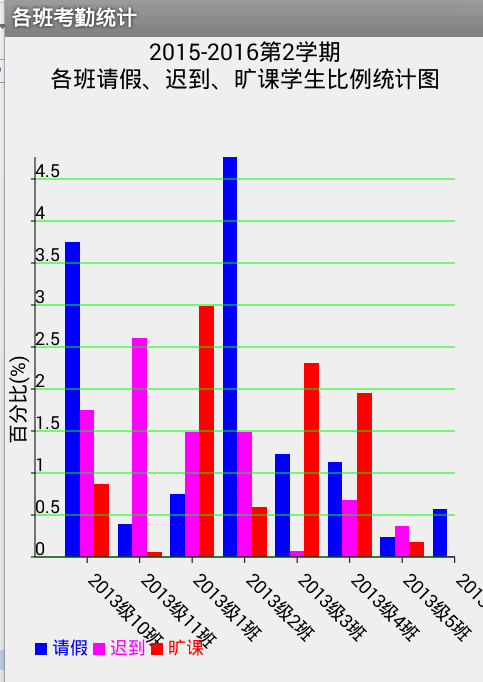 各班考勤统计
2015-2016第2学期
各班请假、迟到、旷课学生比例统计图
百分比(%)
4.5
4
3.5
3
2.5
2
1.5
1
0.5
0
2013级10班
2013级11班
2013级1班
2013级2班
2013级3班
2013级4班
2013级5班
请假 迟到 旷课